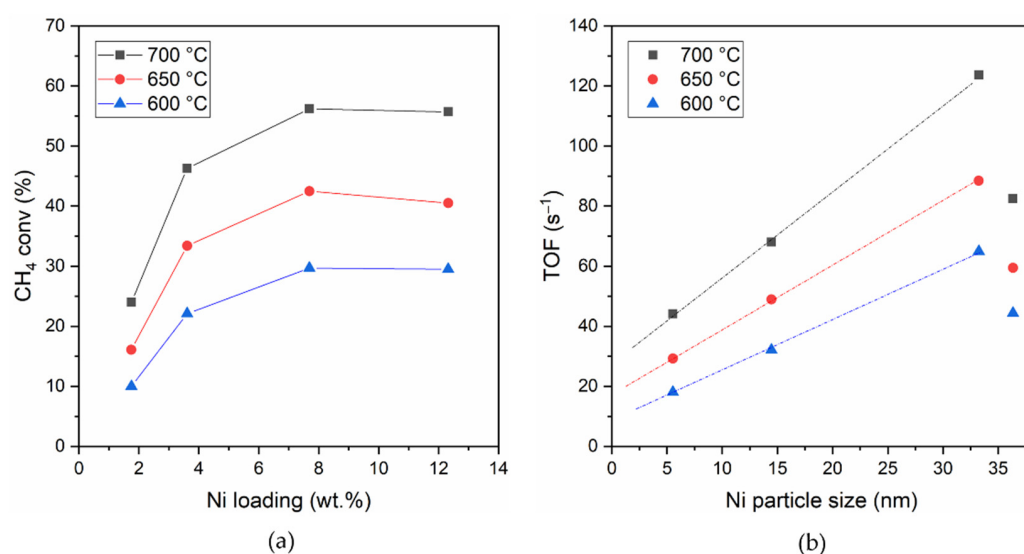 70
60
50
40
30
20
10
0
CH₄ conv (%)
700 °C
650 °C
600 °C
0 2 4 6 8 10 12 14
Ni loading (wt.%)
(a)
140
120
100
80
60
40
20
0
TOF (s⁻¹)
700 °C
650 °C
600 °C
0 5 10 15 20 25 30 35
Ni particle size (nm)
(b)